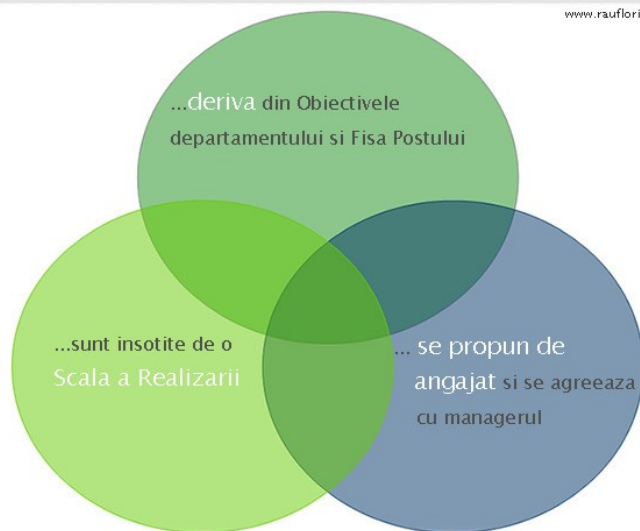 www.rauflori
...deriva din Obiectivele
departamentului si Fisa Postului
...sunt insotite de o
Scala a Realizarii
... se propun de
angajat si se agreeaza
cu managerul